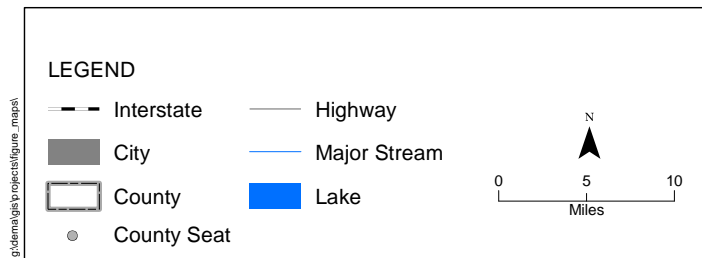 g:\dema\gis\projects\figure_maps\
LEGEND
Interstate
Highway
City
Major Stream
County
Lake
County Seat
N
0 5 10
Miles